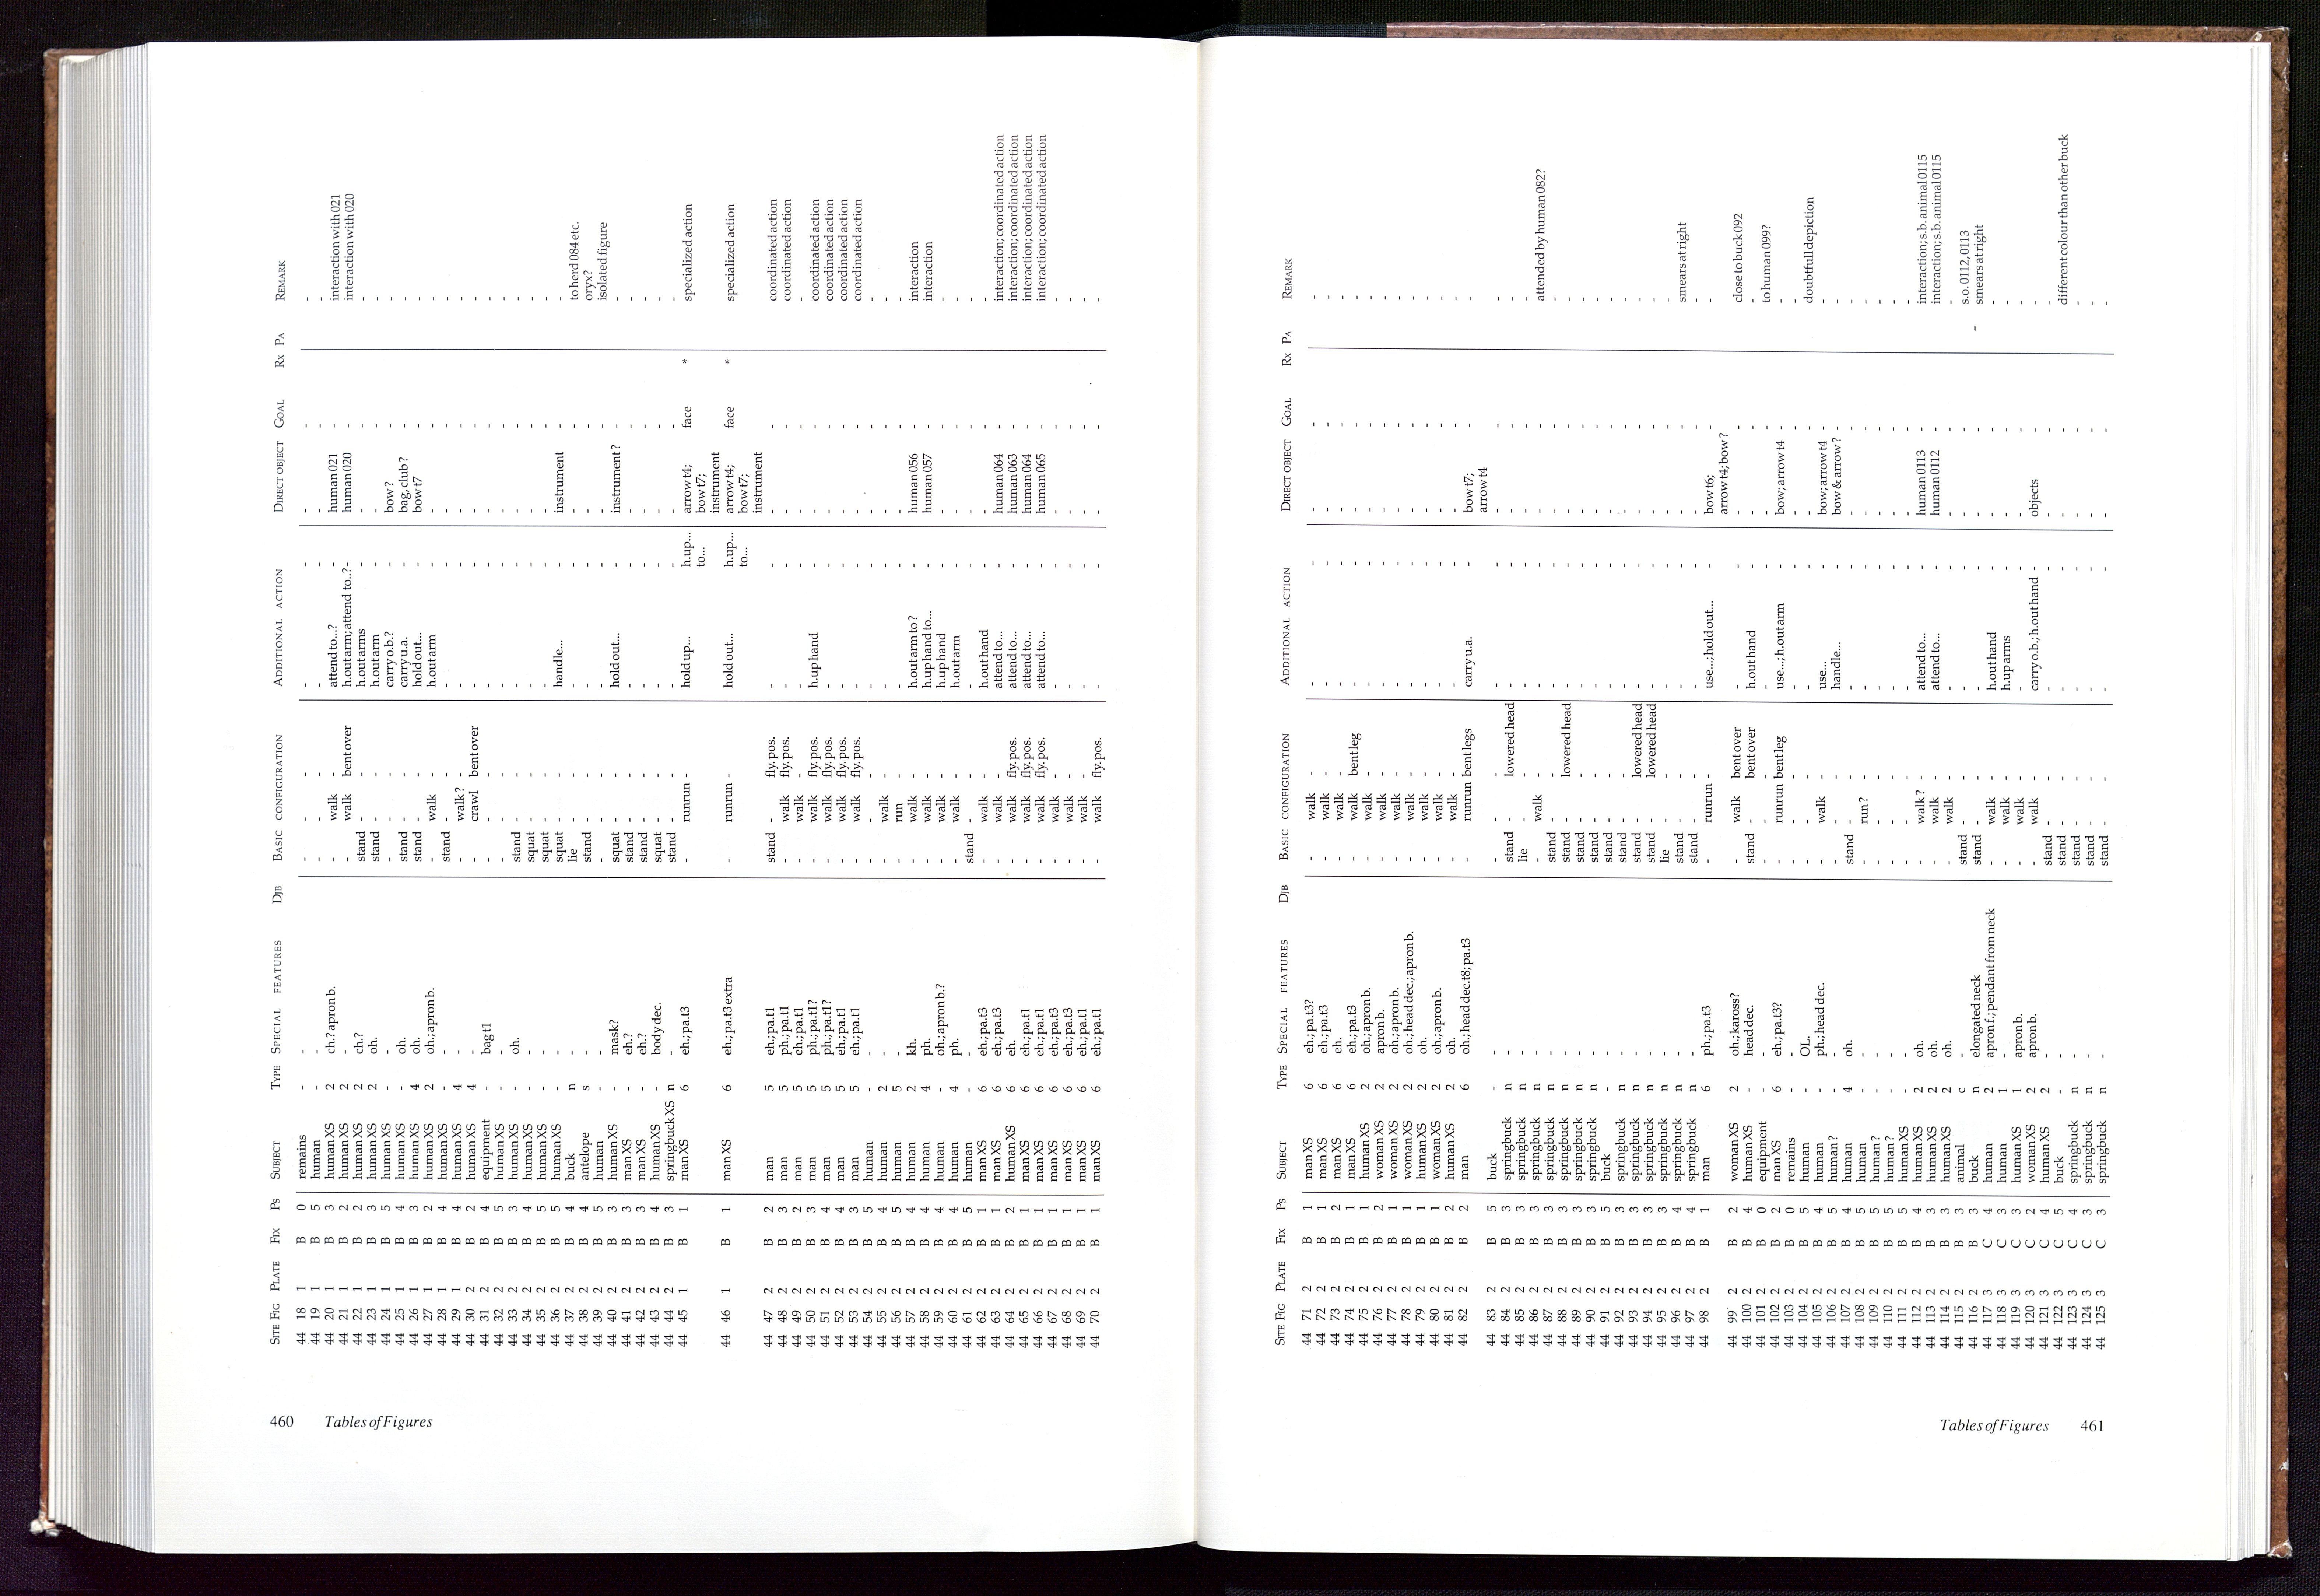 460 Tables of Figures
SITE FIG PLATE FIX PS SUBJECT TYPE SPECIAL FEATURES DJB BASIC CONFIGURATION ADDITIONAL ACTION DIRECT OBJECT GOAL RX PA REMARK
44 18 1 B 0 remains - - - - - - - - - -
44 19 1 B 5 human - - - - - - - - - -
44 20 1 B 3 human XS 2 ch.? apron b. - walk - attend to...? - human 021 - interaction with 021
44 21 1 B 2 human XS 2 - - walk bent over h.out arm; attend to..? - human 020 - interaction with 020
44 22 1 B 2 human XS 2 ch.? stand - - h.out arms - - - -
44 23 1 B 3 human XS 2 oh. stand - - h.out arm - - - -
44 24 1 B 5 human XS - - - - - carry o.b.? - bow? - -
44 25 1 B 4 human XS - oh. stand - - carry u.a. - bag, club? - -
44 26 1 B 3 human XS 4 oh. stand - - hold out... - bow t7 - -
44 27 1 B 2 human XS 2 oh.; apron b. - walk - h.out arm - - - -
44 28 1 B 4 human XS - - stand - - - - - - -
44 29 1 B 4 human XS 4 - - walk? - - - - - -
44 30 2 B 2 human XS 4 - - crawl bent over - - - - -
44 31 2 B 4 equipment - bag t1 - - - - - - - -
44 32 2 B 5 human XS - - - - - - - - - -
44 33 2 B 3 human XS - oh. stand - - - - - - -
44 34 2 B 4 human XS - - squat - - - - - - -
44 35 2 B 5 human XS - - squat - - - - - - -
44 36 2 B 5 human XS - - squat - - handle... - instrument - -
44 37 2 B 4 buck n - lie - - - - - - to herd 084 etc.
44 38 2 B 4 antelope s - stand - - - - - - oryx?
44 39 2 B 5 human - - - - - - - - - isolated figure
44 40 2 B 3 human XS - mask? squat - - hold out... - instrument? - -
44 41 2 B 3 man XS - eh.? stand - - - - - - -
44 42 2 B 3 man XS - eh.? stand - - - - - - -
44 43 2 B 4 human XS - body dec. squat - - - - - - -
44 44 2 B 3 springbuck XS n - stand - - - - - - -
44 45 1 B 1 man XS 6 eh.; pa.t3 - runrun - hold up... h.up... arrow t4; face * specialized action
to... bow t7;
instrument
44 46 1 B 1 man XS 6 eh.; pa.t3 extra - runrun - hold out... h.up... arrow t4; face * specialized action
to... bow t7;
instrument
44 47 2 B 2 man 5 eh.; pa.t1 stand - fly. pos. - - - - coordinated action
44 48 2 B 3 man 5 ph.; pa.t1 - walk fly. pos. - - - - coordinated action
44 49 2 B 2 man 5 eh.; pa.t1 - walk - - - - - -
44 50 2 B 3 man 5 ph.; pa.t1? - walk fly. pos. h.up hand - - - coordinated action
44 51 2 B 4 man 5 ph.; pa.t1? - walk fly. pos. - - - - coordinated action
44 52 2 B 4 man 5 eh.; pa.t1 - walk fly. pos. - - - - coordinated action
44 53 2 B 3 man 5 eh.; pa.t1 - walk fly. pos. - - - - coordinated action
44 54 2 B 5 human - - - - - - - - - -
44 55 2 B 4 human 2 - - walk - - - - - -
44 56 2 B 5 human 5 - - run - - - - - -
44 57 2 B 4 human 2 kh. - walk - h.out arm to? - human 056 - interaction
44 58 2 B 4 human 4 ph. - walk - h.up hand to... - human 057 - interaction
44 59 2 B 4 human - oh.; apron b.? - walk - h.up hand - - - -
44 60 2 B 4 human 4 ph. - walk - h.out arm - - - -
44 61 2 B 5 human - - stand - - - - - - -
44 62 2 B 1 man XS 6 eh.; pa.t3 - walk - h.out hand - - - -
44 63 2 B 1 man XS 6 eh.; pa.t3 - walk - attend to... - human 064 - interaction; coordinated action
44 64 2 B 2 human XS 6 eh. - walk fly. pos. attend to... - human 063 - interaction; coordinated action
44 65 2 B 1 man XS 6 eh.; pa.t1 - walk fly. pos. attend to... - human 064 - interaction; coordinated action
44 66 2 B 1 man XS 6 eh.; pa.t1 - walk fly. pos. attend to... - human 065 - interaction; coordinated action
44 67 2 B 1 man XS 6 eh.; pa.t3 - walk - - - - - -
44 68 2 B 1 man XS 6 eh.; pa.t3 - walk - - - - - -
44 69 2 B 1 man XS 6 eh.; pa.t1 - walk - - - - - -
44 70 2 B 1 man XS 6 eh.; pa.t1 - walk fly. pos. - - - - -
Tables of Figures 461
SITE FIG PLATE FIX PS SUBJECT TYPE SPECIAL FEATURES DJB BASIC CONFIGURATION ADDITIONAL ACTION DIRECT OBJECT GOAL RX PA REMARK
44 71 2 B 1 man XS 6 eh.; pa.t3? - walk - - - - - -
44 72 2 B 1 man XS 6 eh.; pa.t3 - walk - - - - - -
44 73 2 B 2 man XS 6 eh. - walk - - - - - -
44 74 2 B 1 man XS 6 eh.; pa.t3 - walk bent leg - - - - -
44 75 2 B 1 human XS 2 oh.; apron b. - walk - - - - - -
44 76 2 B 2 woman XS 2 apron b. - walk - - - - - -
44 77 2 B 1 woman XS 2 oh.; apron b. - walk - - - - - -
44 78 2 B 1 woman XS 2 oh.; head dec.; apron b. - walk - - - - - -
44 79 2 B 1 human XS 2 oh. - walk - - - - - -
44 80 2 B 1 woman XS 2 oh.; apron b. - walk - - - - - -
44 81 2 B 2 human XS 2 oh. - walk - - - - - -
44 82 2 B 2 man 6 oh.; head dec.t8; pa.t3 - runrun bent legs carry u.a. - bow t7; - -
arrow t4
44 83 2 B 5 buck - - - - - - - - - -
44 84 2 B 3 springbuck n - stand - lowered head - - - - -
44 85 2 B 3 springbuck n - lie - - - - - - -
44 86 2 B 3 springbuck n - - walk - - - - - attended by human 082?
44 87 2 B 3 springbuck n - stand - - - - - - -
44 88 2 B 3 springbuck n - stand - lowered head - - - - -
44 89 2 B 3 springbuck n - stand - - - - - - -
44 90 2 B 3 springbuck n - stand - - - - - - -
44 91 2 B 5 buck - - stand - - - - - - -
44 92 2 B 3 springbuck n - stand - - - - - - -
44 93 2 B 3 springbuck n - stand - lowered head - - - - -
44 94 2 B 3 springbuck n - stand - lowered head - - - - -
44 95 2 B 3 springbuck n - lie - - - - - - -
44 96 2 B 4 springbuck n - stand - - - - - - smears at right
44 97 2 B 4 springbuck n - stand - - - - - - -
44 98 2 B 1 man 6 ph.; pa.t3 - runrun - use...; hold out... - bow t6; - -
arrow t4; bow?
44 99 2 B 2 woman XS 2 oh.; kaross? - walk bent over - - - - close to buck 092
44 100 2 B 4 human XS - head dec. stand - bent over h.out hand - - - -
44 101 2 B 0 equipment - - - - - - - - - to human 099?
44 102 2 B 2 man XS 6 eh.; pa.t3? - runrun bent leg use...; h.out arm - bow; arrow t4 - -
44 103 2 B 0 remains - - - - - - - - - -
44 104 2 B 5 human - OL. - - - - - - - doubtfull depiction
44 105 2 B 4 human - ph.; head dec. - walk - use... - bow; arrow t4 - -
44 106 2 B 5 human? - - - - - handle... - bow & arrow? - -
44 107 2 B 4 human 4 oh. stand - - - - - - -
44 108 2 B 5 human - - - run? - - - - - -
44 109 2 B 5 human? - - - - - - - - - -
44 110 2 B 5 human? - - - - - - - - - -
44 111 2 B 5 human XS - - - - - - - - - -
44 112 2 B 4 human XS 2 oh. - walk? - attend to... - human 0113 - interaction; s.b. animal 0115
44 113 2 B 3 human XS 2 oh. - walk - attend to... - human 0112 - interaction; s.b. animal 0115
44 114 2 B 3 human XS 2 oh. - walk - - - - - -
44 115 2 B 3 animal c - stand - - - - - - s.o. 0112, 0113
44 116 2 B 3 buck n elongated neck stand - - - - - - smears at right
44 117 3 C 4 human 2 apron f.; pendant from neck - walk - h.out hand - - - -
44 118 3 C 3 human 1 - - walk - h.up arms - - - -
44 119 3 C 3 human XS 1 apron b. - walk - - - - - -
44 120 3 C 2 woman XS 2 apron b. - walk - carry o.b.; h.out hand - objects - -
44 121 3 C 4 human XS 2 - stand - - - - - - -
44 122 3 C 5 buck - - stand - - - - - - different colour than other buck
44 123 3 C 4 springbuck n - stand - - - - - - -
44 124 3 C 3 springbuck n - stand - - - - - - -
44 125 3 C 3 springbuck n - stand - - - - - - -